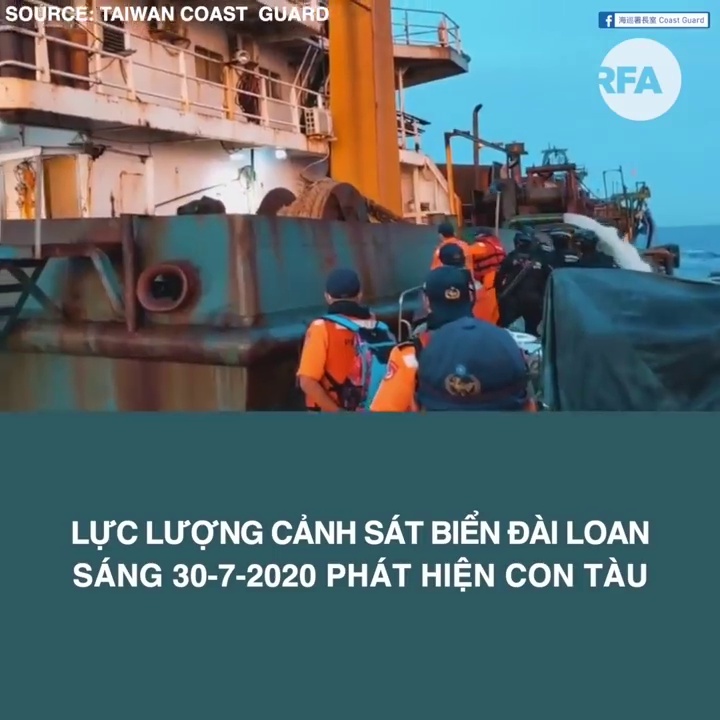 SOURCE: TAIWAN COAST GUARD
海巡署長室 Coast Guard
RFA
LỰC LƯỢNG CẢNH SÁT BIỂN ĐÀI LOAN
SÁNG 30-7-2020 PHÁT HIỆN CON TÀU